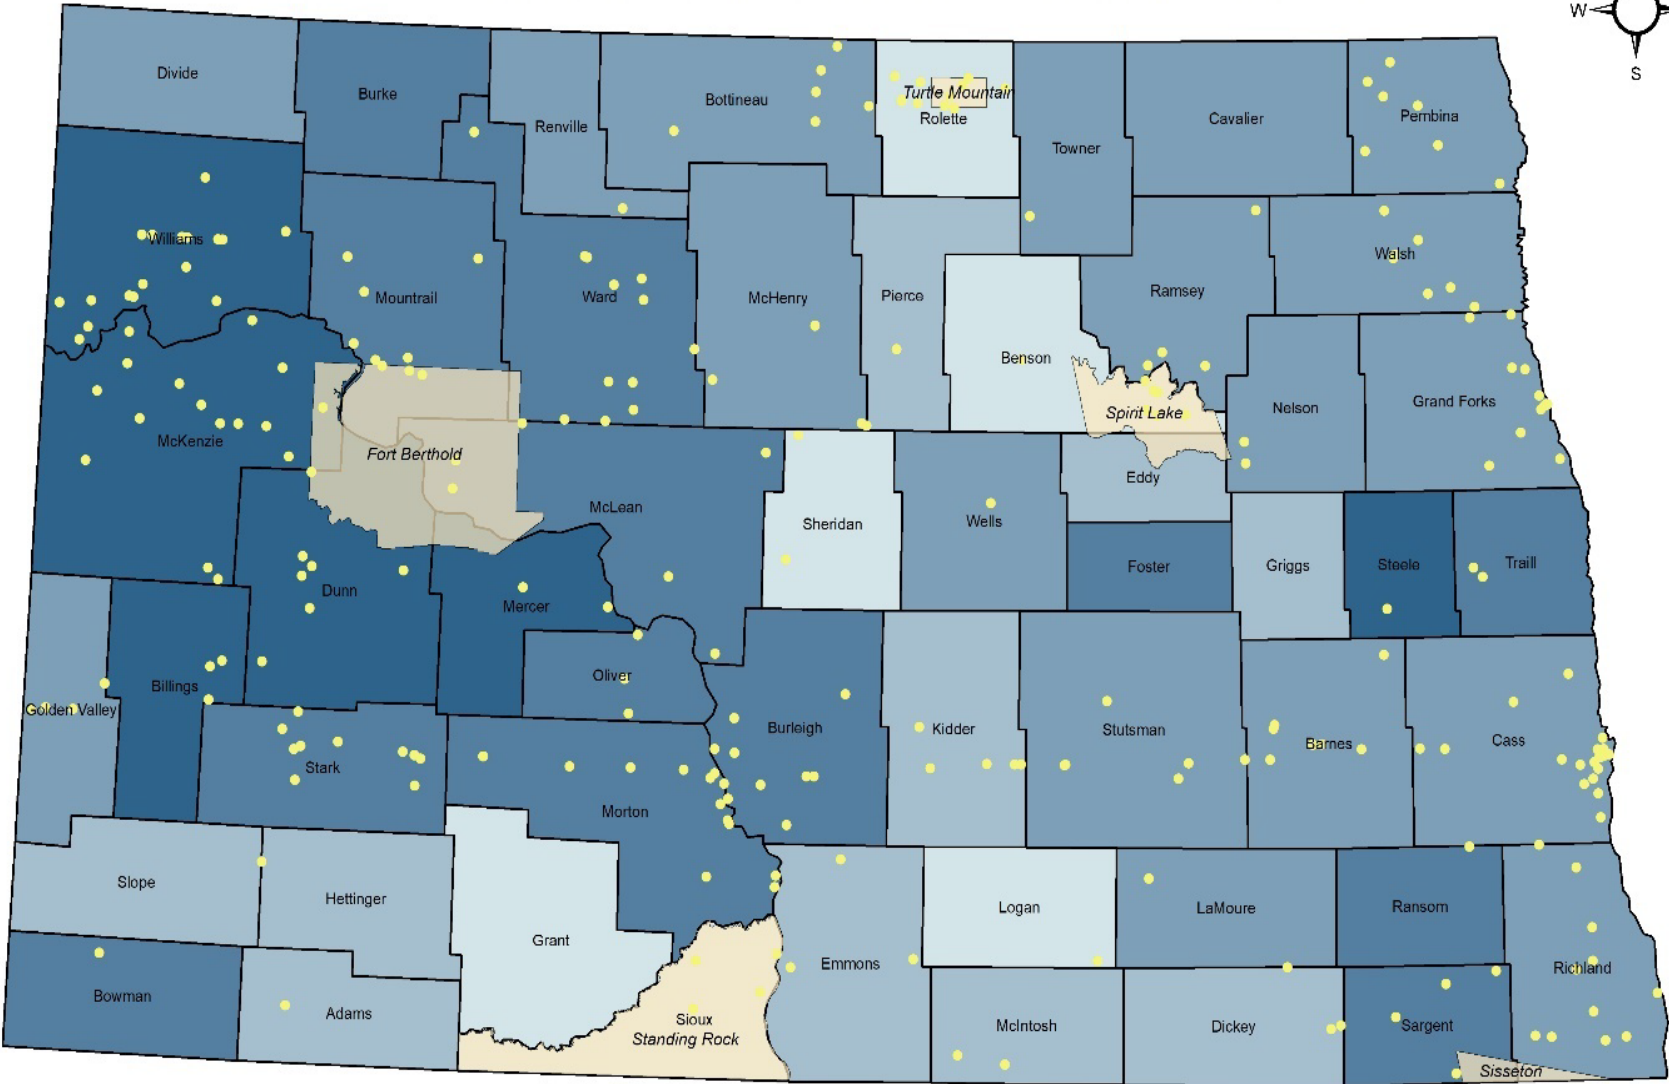 W
S
Divide
Burke
Renville
Bottineau
Turtle Mountain
Rolette
Towner
Cavalier
Pembina
Williams
Mountrail
Ward
McHenry
Pierce
Benson
Ramsey
Walsh
Spirit Lake
Nelson
Grand Forks
McKenzie
Fort Berthold
McLean
Sheridan
Wells
Eddy
Foster
Griggs
Steele
Traill
Dunn
Mercer
Oliver
Golden Valley
Billings
Stark
Morton
Burleigh
Kidder
Stutsman
Barnes
Cass
Slope
Hettinger
Grant
Logan
LaMoure
Ransom
Richland
Bowman
Adams
Sioux
Standing Rock
Emmons
McIntosh
Dickey
Sargent
Sisseton